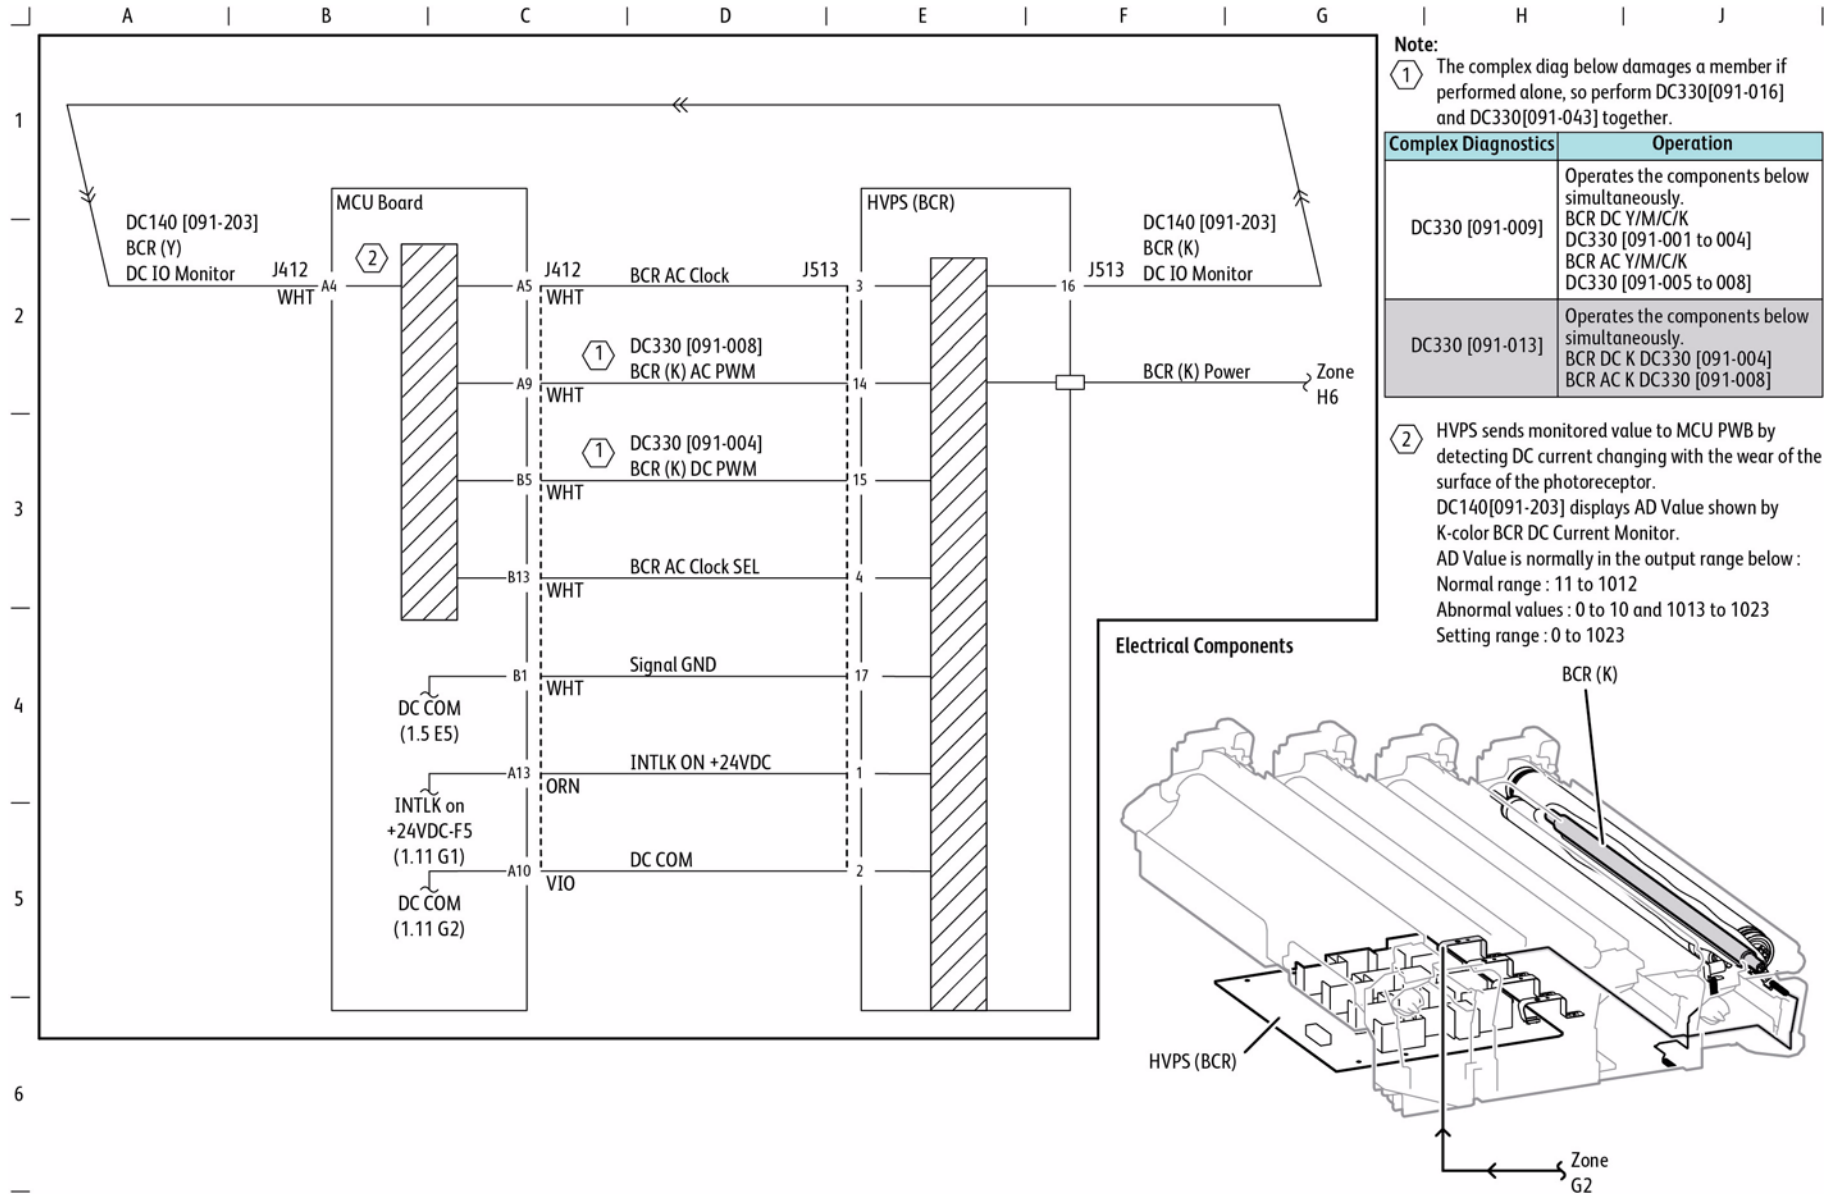 A B C D E F G H J
1
2
3
4
5
6
DC140 [091-203]
BCR (Y)
DC IO Monitor
J412
WHT
A4
MCU Board
2
J412
A5
WHT
BCR AC Clock
J513
3
1
DC330 [091-008]
BCR (K) AC PWM
A9
WHT
14
1
DC330 [091-004]
BCR (K) DC PWM
B5
WHT
15
BCR AC Clock SEL
B13
WHT
4
Signal GND
B1
WHT
17
DC COM
(1.5 E5)
INTLK ON +24VDC
A13
ORN
1
INTLK on
+24VDC-F5
(1.11 G1)
DC COM
A10
VIO
2
DC COM
(1.11 G2)
HVPS (BCR)
J513
16
DC140 [091-203]
BCR (K)
DC IO Monitor
BCR (K) Power
Zone
H6
Note:
1
The complex diag below damages a member if
performed alone, so perform DC330[091-016]
and DC330[091-043] together.
Complex Diagnostics Operation
DC330 [091-009]
Operates the components below
simultaneously.
BCR DC Y/M/C/K
DC330 [091-001 to 004]
BCR AC Y/M/C/K
DC330 [091-005 to 008]
DC330 [091-013]
Operates the components below
simultaneously.
BCR DC K DC330 [091-004]
BCR AC K DC330 [091-008]
2
HVPS sends monitored value to MCU PWB by
detecting DC current changing with the wear of the
surface of the photoreceptor.
DC140[091-203] displays AD Value shown by
K-color BCR DC Current Monitor.
AD Value is normally in the output range below :
Normal range : 11 to 1012
Abnormal values : 0 to 10 and 1013 to 1023
Setting range : 0 to 1023
Electrical Components
BCR (K)
HVPS (BCR)
Zone
G2